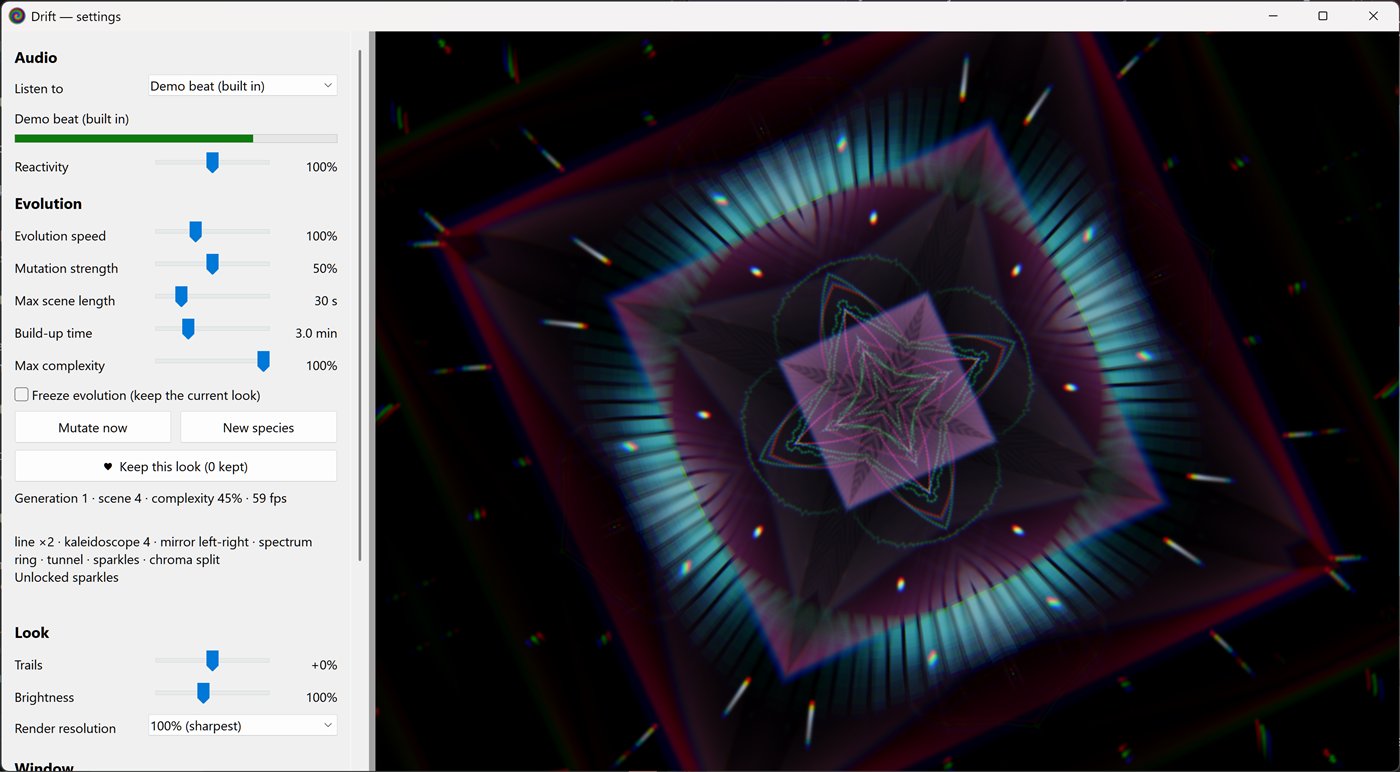 Drift — settings
Audio
Listen to
Demo beat (built in)
Demo beat (built in)
Reactivity
100%
Evolution
Evolution speed
100%
Mutation strength
50%
Max scene length
30 s
Build-up time
3.0 min
Max complexity
100%
Freeze evolution (keep the current look)
Mutate now
New species
♥ Keep this look (0 kept)
Generation 1 · scene 4 · complexity 45% · 59 fps
line ×2 · kaleidoscope 4 · mirror left-right · spectrum
ring · tunnel · sparkles · chroma split
Unlocked sparkles
Look
Trails
+0%
Brightness
100%
Render resolution
100% (sharpest)
Window